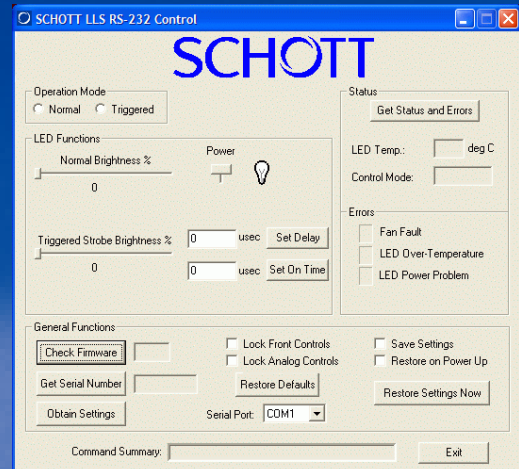 SCHOTT LLS RS-232 Control
SCHOTT
Operation Mode
Normal Triggered
LED Functions
Normal Brightness %
0
Power
Triggered Strobe Brightness %
0
0 usec Set Delay
0 usec Set On Time
Status
Get Status and Errors
LED Temp.: deg C
Control Mode:
Errors
Fan Fault
LED Over-Temperature
LED Power Problem
General Functions
Check Firmware
Get Serial Number
Obtain Settings
Lock Front Controls
Lock Analog Controls
Restore Defaults
Serial Port: COM1
Save Settings
Restore on Power Up
Restore Settings Now
Command Summary:
Exit